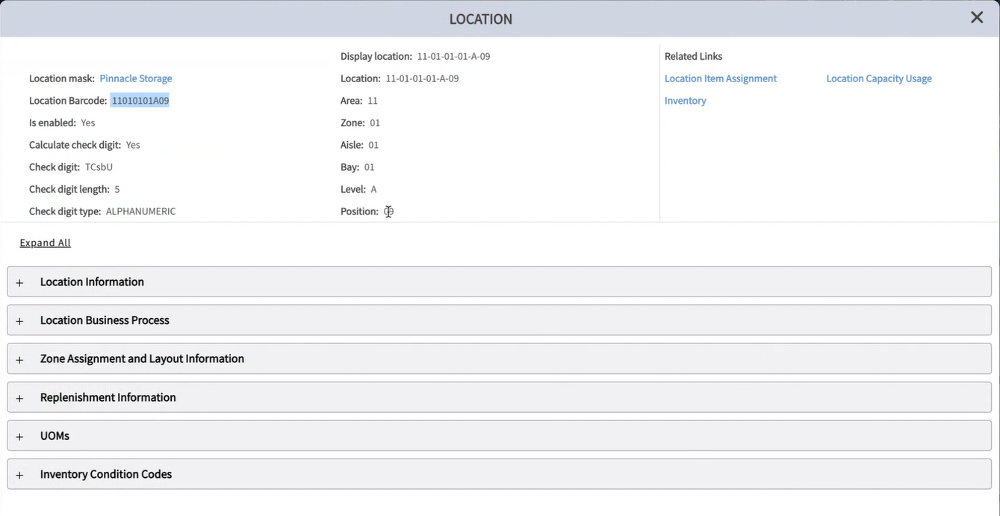 LOCATION
Display location: 11-01-01-01-A-09
Related Links
Location mask: Pinnacle Storage
Location: 11-01-01-01-A-09
Location Item Assignment
Location Capacity Usage
Location Barcode: 11010101A09
Area: 11
Inventory
Is enabled: Yes
Zone: 01
Calculate check digit: Yes
Aisle: 01
Check digit: TCsbU
Bay: 01
Check digit length: 5
Level: A
Check digit type: ALPHANUMERIC
Position: 09
Expand All
+ Location Information
+ Location Business Process
+ Zone Assignment and Layout Information
+ Replenishment Information
+ UOMs
+ Inventory Condition Codes